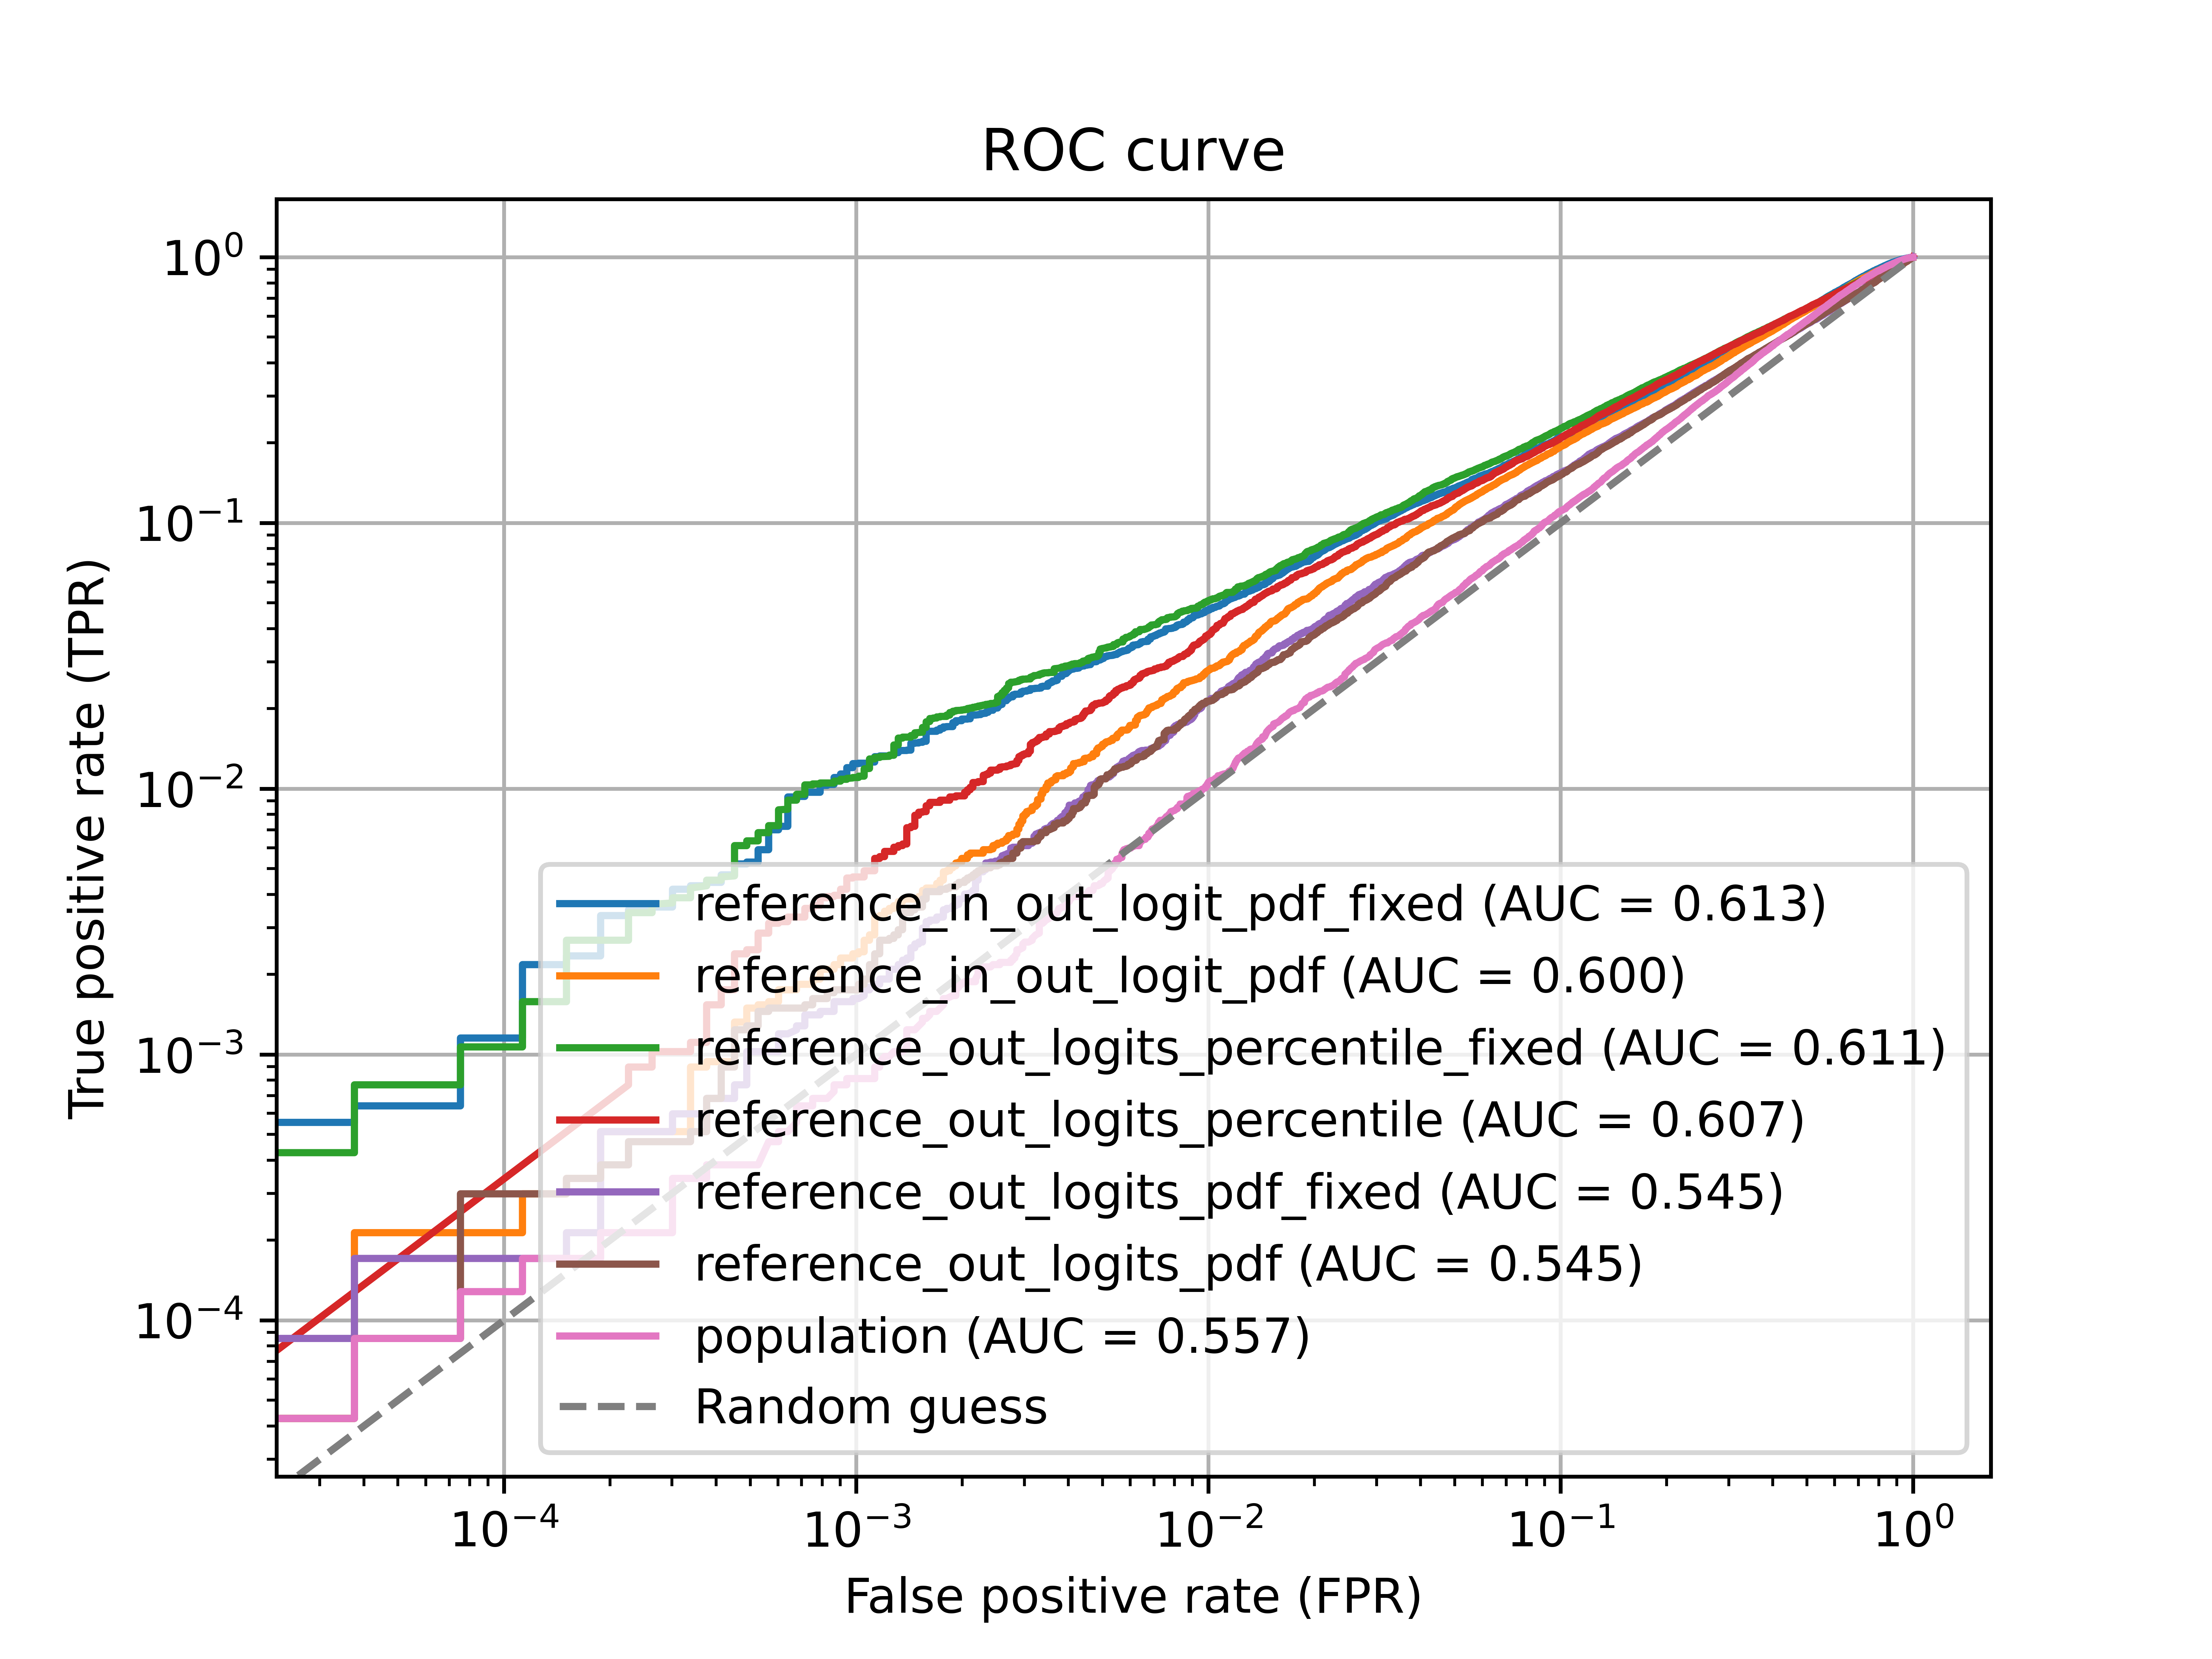 ROC curve
True positive rate (TPR)
10⁰
10⁻¹
10⁻²
10⁻³
10⁻⁴
reference_in_out_logit_pdf_fixed (AUC = 0.613)
reference_in_out_logit_pdf (AUC = 0.600)
reference_out_logits_percentile_fixed (AUC = 0.611)
reference_out_logits_percentile (AUC = 0.607)
reference_out_logits_pdf_fixed (AUC = 0.545)
reference_out_logits_pdf (AUC = 0.545)
population (AUC = 0.557)
Random guess
10⁻⁴ 10⁻³ 10⁻² 10⁻¹ 10⁰
False positive rate (FPR)